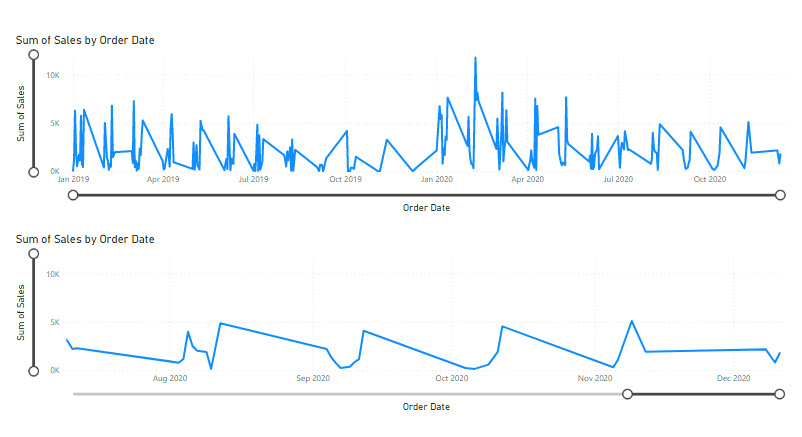 Sum of Sales by Order Date
Sum of Sales
10K
5K
0K
Jan 2019 Apr 2019 Jul 2019 Oct 2019 Jan 2020 Apr 2020 Jul 2020 Oct 2020
Order Date
Sum of Sales by Order Date
Sum of Sales
10K
5K
0K
Aug 2020 Sep 2020 Oct 2020 Nov 2020 Dec 2020
Order Date